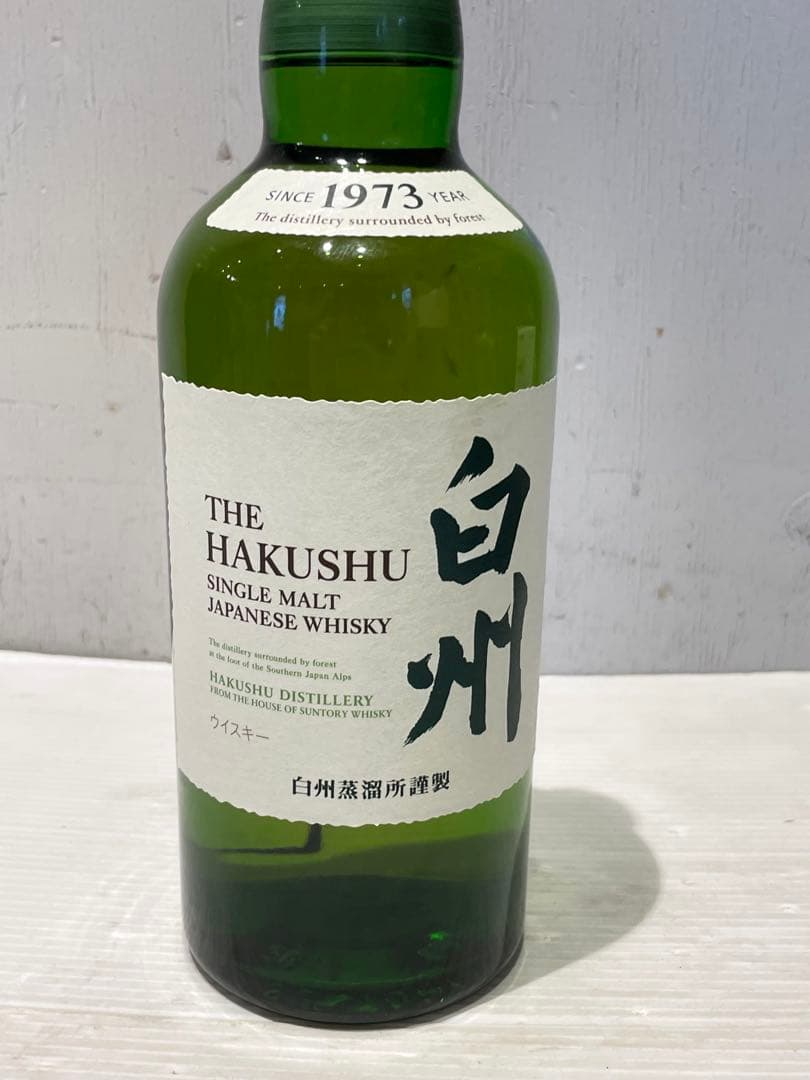 SINCE 1973 YEAR
The distillery surrounded by forest
THE
HAKUSHU
SINGLE MALT
JAPANESE WHISKY
The distillery surrounded by forest
at the foot of the Southern Japan Alps
HAKUSHU DISTILLERY
FROM THE HOUSE OF SUNTORY WHISKY
ウイスキー
白州
白州蒸溜所謹製